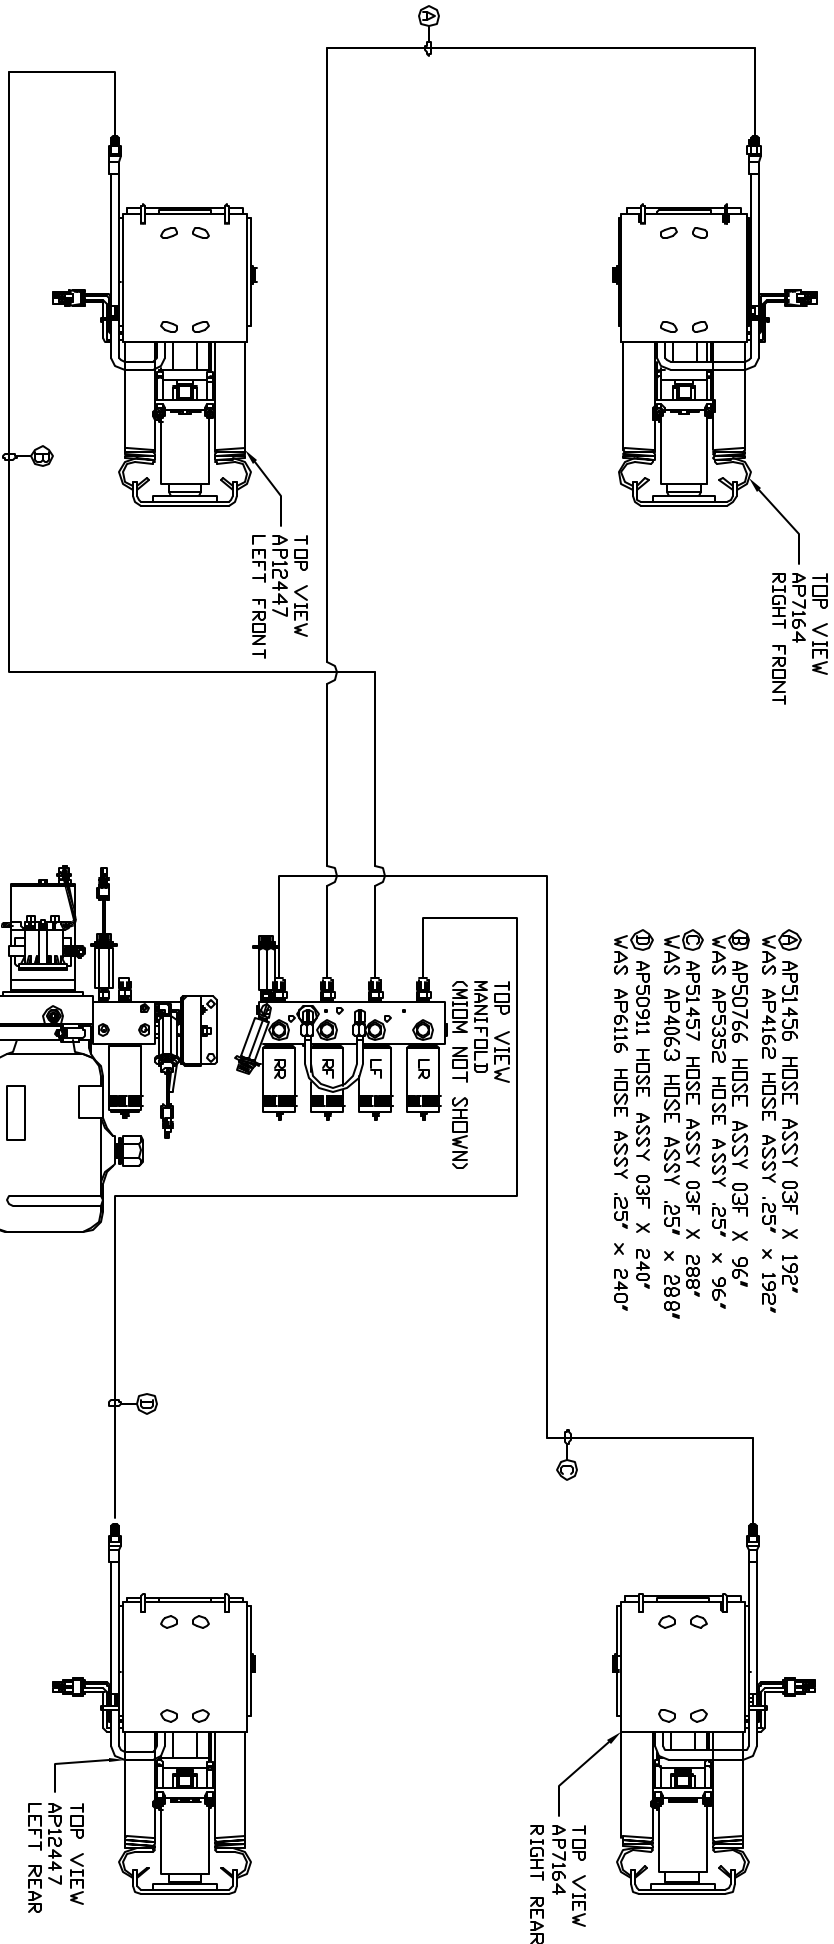 A
TOP VIEW
AP7164
RIGHT FRONT
B
TOP VIEW
AP12447
LEFT FRONT
A AP51456 HOSE ASSY 03F X 192"
WAS AP4162 HOSE ASSY .25" x 192"
B AP50766 HOSE ASSY 03F X 96"
WAS AP5352 HOSE ASSY .25" x 96"
C AP51457 HOSE ASSY 03F X 288"
WAS AP4063 HOSE ASSY .25" x 288"
D AP50911 HOSE ASSY 03F X 240"
WAS AP6116 HOSE ASSY .25" x 240"
TOP VIEW
MANIFOLD
(MIOM NOT SHOWN)
LR
LF
RF
RR
C
D
TOP VIEW
AP7164
RIGHT REAR
TOP VIEW
AP12447
LEFT REAR